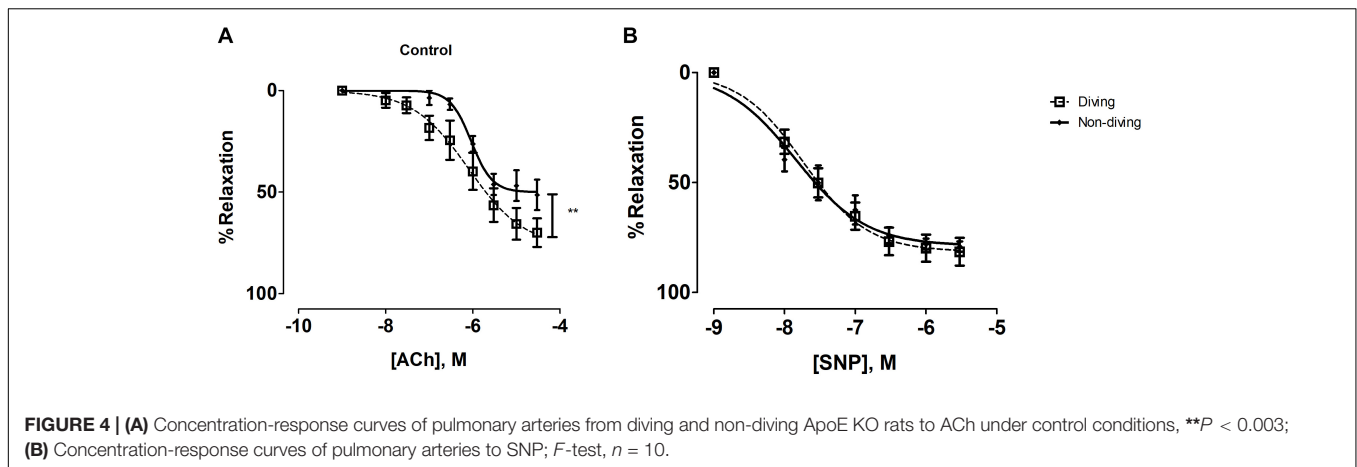 A
Control
0
50
100
% Relaxation
-10 -8 -6 -4
[ACh], M
**
B
0
50
100
% Relaxation
-9 -8 -7 -6 -5
[SNP], M
Diving
Non-diving
FIGURE 4 | (A) Concentration-response curves of pulmonary arteries from diving and non-diving ApoE KO rats to ACh under control conditions, **P < 0.003;
(B) Concentration-response curves of pulmonary arteries to SNP; F-test, n = 10.